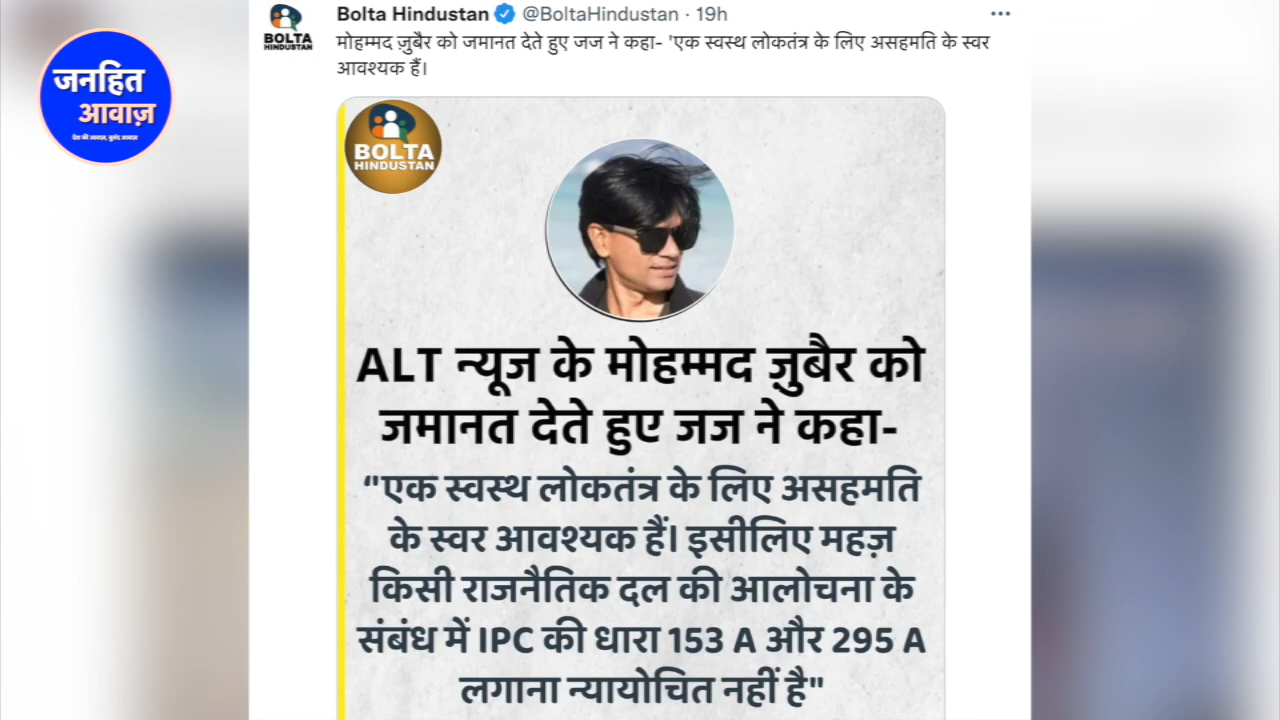 Bolta Hindustan @BoltaHindustan · 19h
मोहम्मद ज़ुबैर को जमानत देते हुए जज ने कहा- 'एक स्वस्थ लोकतंत्र के लिए असहमति के स्वर
आवश्यक हैं।
BOLTA
HINDUSTAN
जनहित
आवाज़
देश की आवाज़, बुलंद आवाज़
BOLTA
HINDUSTAN
ALT न्यूज के मोहम्मद ज़ुबैर को
जमानत देते हुए जज ने कहा-
"एक स्वस्थ लोकतंत्र के लिए असहमति
के स्वर आवश्यक हैं। इसीलिए महज़
किसी राजनैतिक दल की आलोचना के
संबंध में IPC की धारा 153 A और 295 A
लगाना न्यायोचित नहीं है"